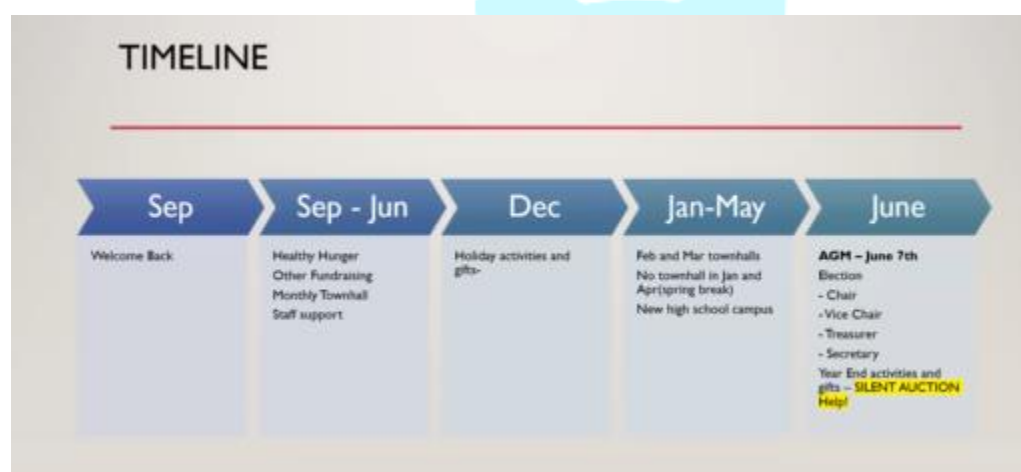 TIMELINE
Sep
Welcome Back
Sep - Jun
Healthy Hunger
Other Fundraising
Monthly Townhall
Staff support
Dec
Holiday activities and
gifts-
Jan-May
Feb and Mar townhalls
No townhall in Jan and
Apr(spring break)
New high school campus
June
AGM – June 7th
Election
- Chair
- Vice Chair
- Treasurer
- Secretary
Year End activities and
gifts – SILENT AUCTION
Help!